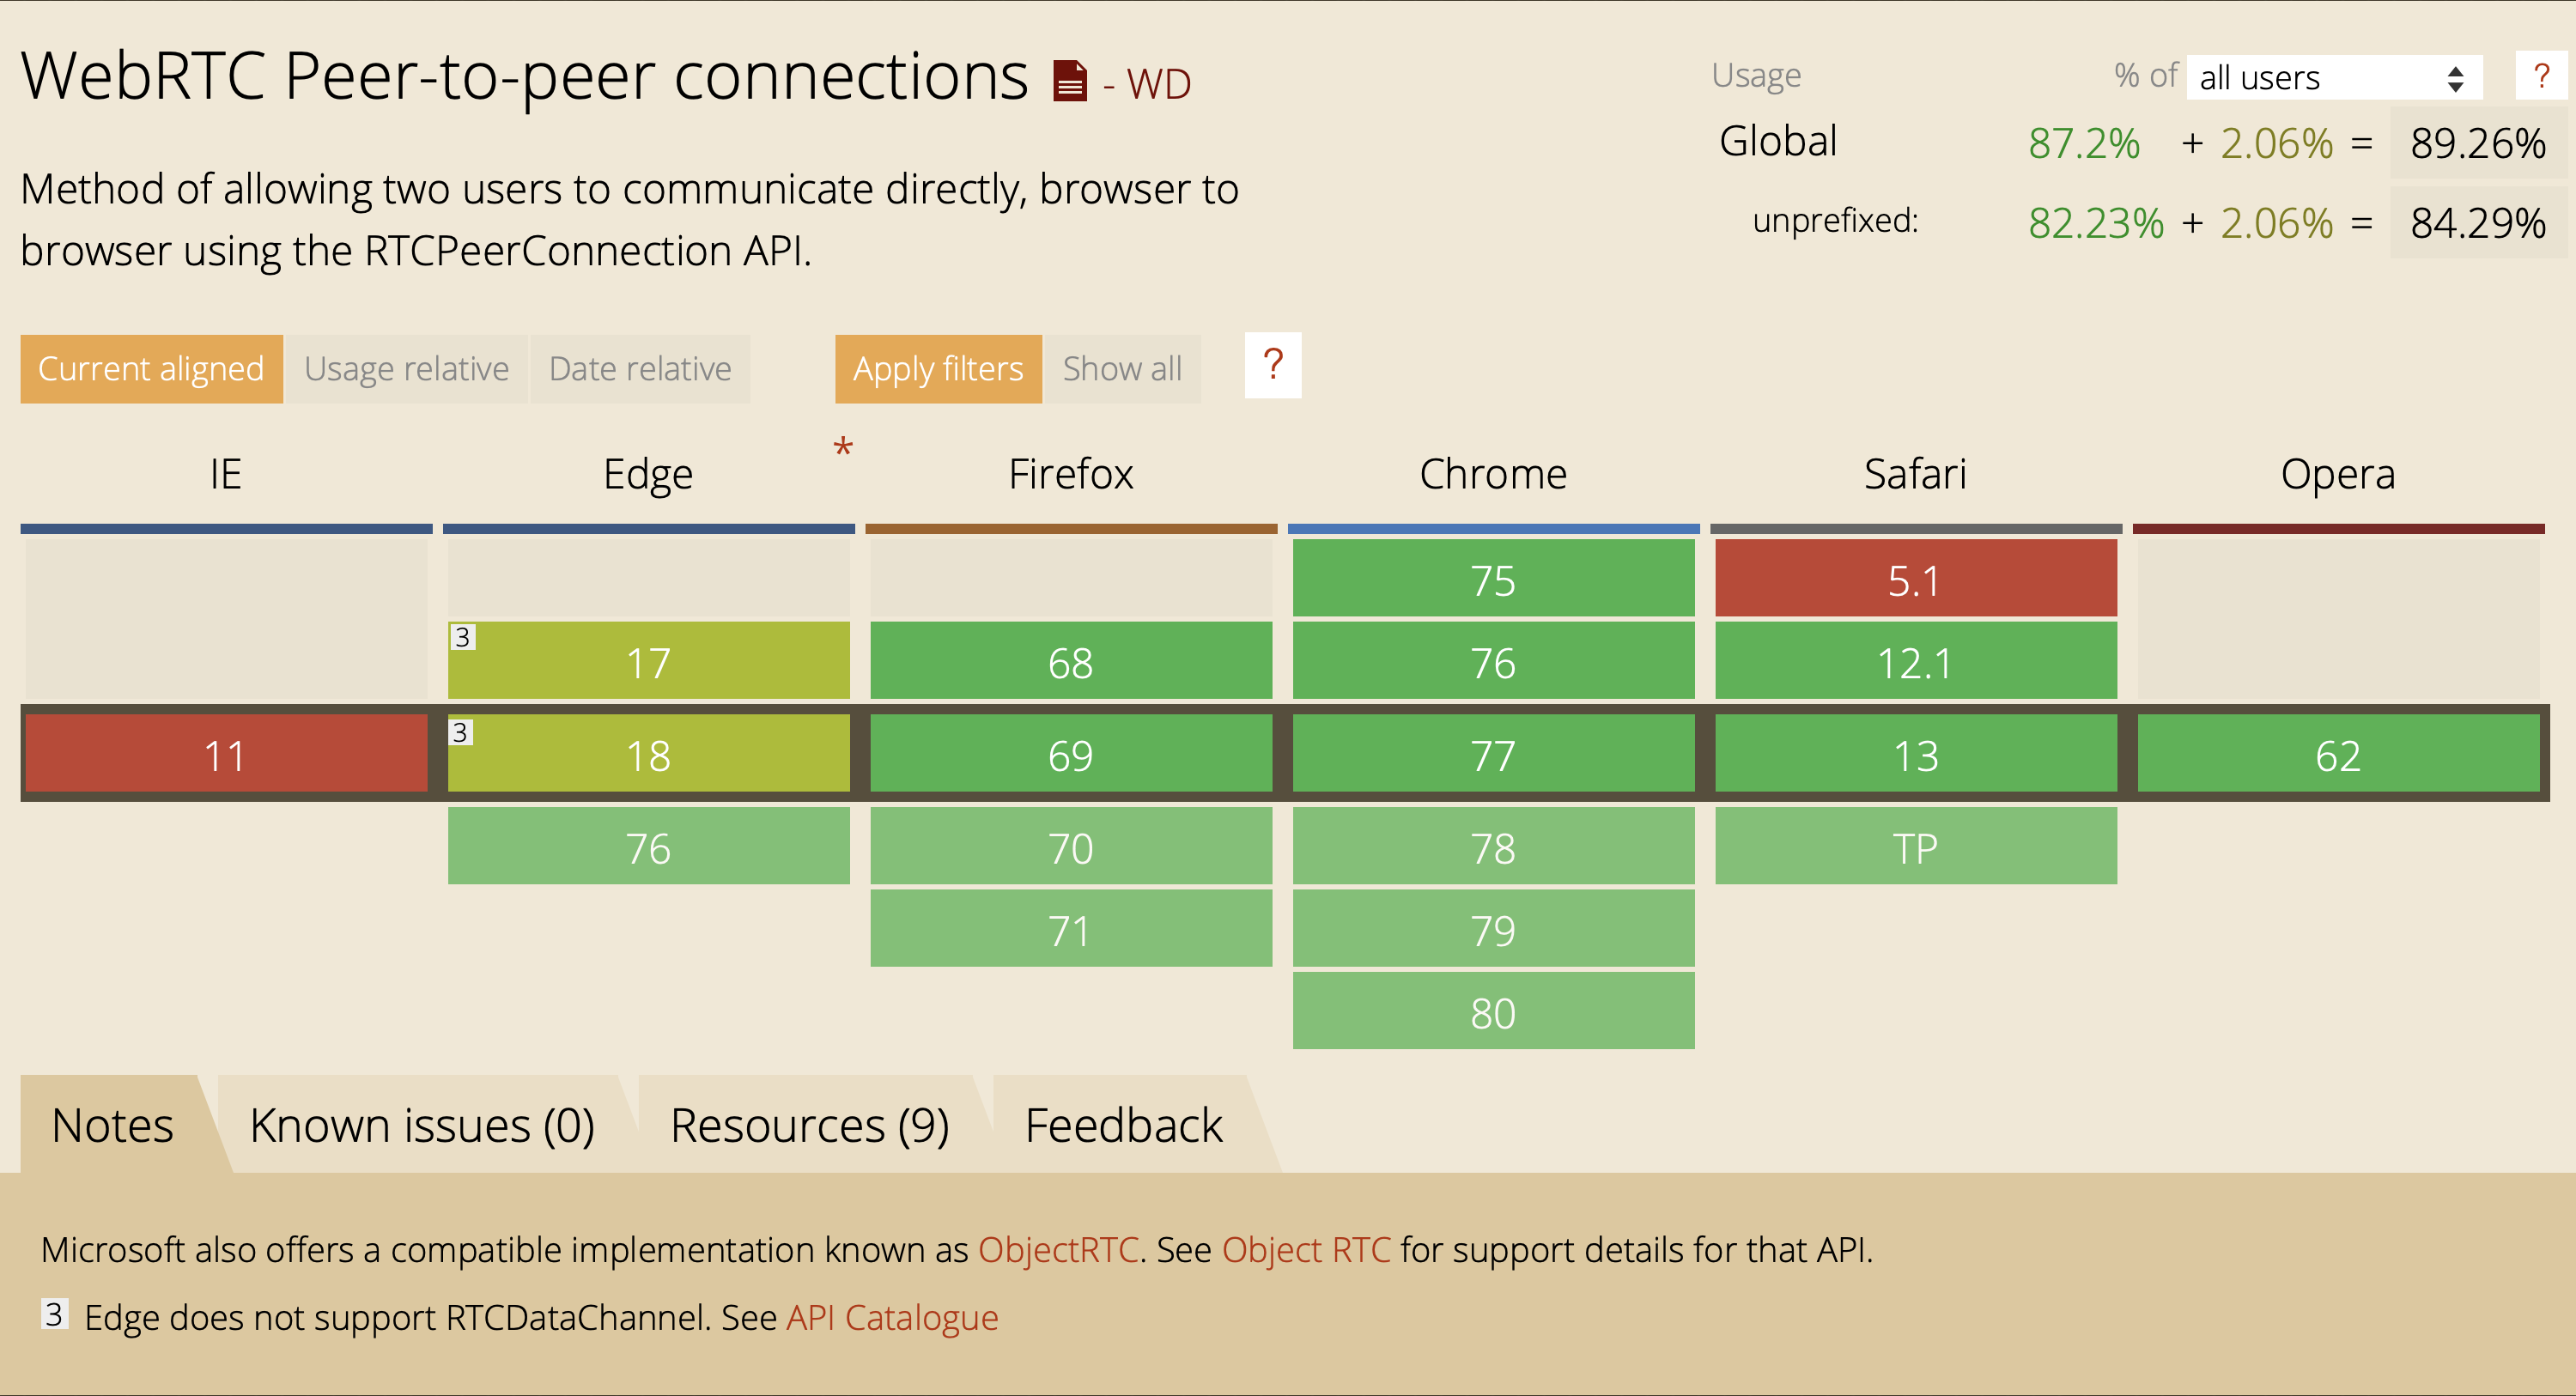 WebRTC Peer-to-peer connections - WD
Usage % of all users ?
Global 87.2% + 2.06% = 89.26%
unprefixed: 82.23% + 2.06% = 84.29%
Method of allowing two users to communicate directly, browser to
browser using the RTCPeerConnection API.
Current aligned Usage relative Date relative Apply filters Show all ?
IE Edge * Firefox Chrome Safari Opera
75 5.1
3 17 68 76 12.1
11 3 18 69 77 13 62
76 70 78 TP
71 79
80
Notes Known issues (0) Resources (9) Feedback
Microsoft also offers a compatible implementation known as ObjectRTC. See Object RTC for support details for that API.
3 Edge does not support RTCDataChannel. See API Catalogue